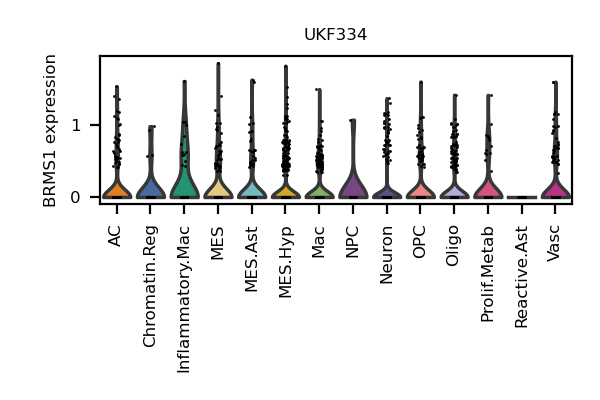 UKF334
BRMS1 expression
1
0
AC
Chromatin.Reg
Inflammatory.Mac
MES
MES.Ast
MES.Hyp
Mac
NPC
Neuron
OPC
Oligo
Prolif.Metab
Reactive.Ast
Vasc